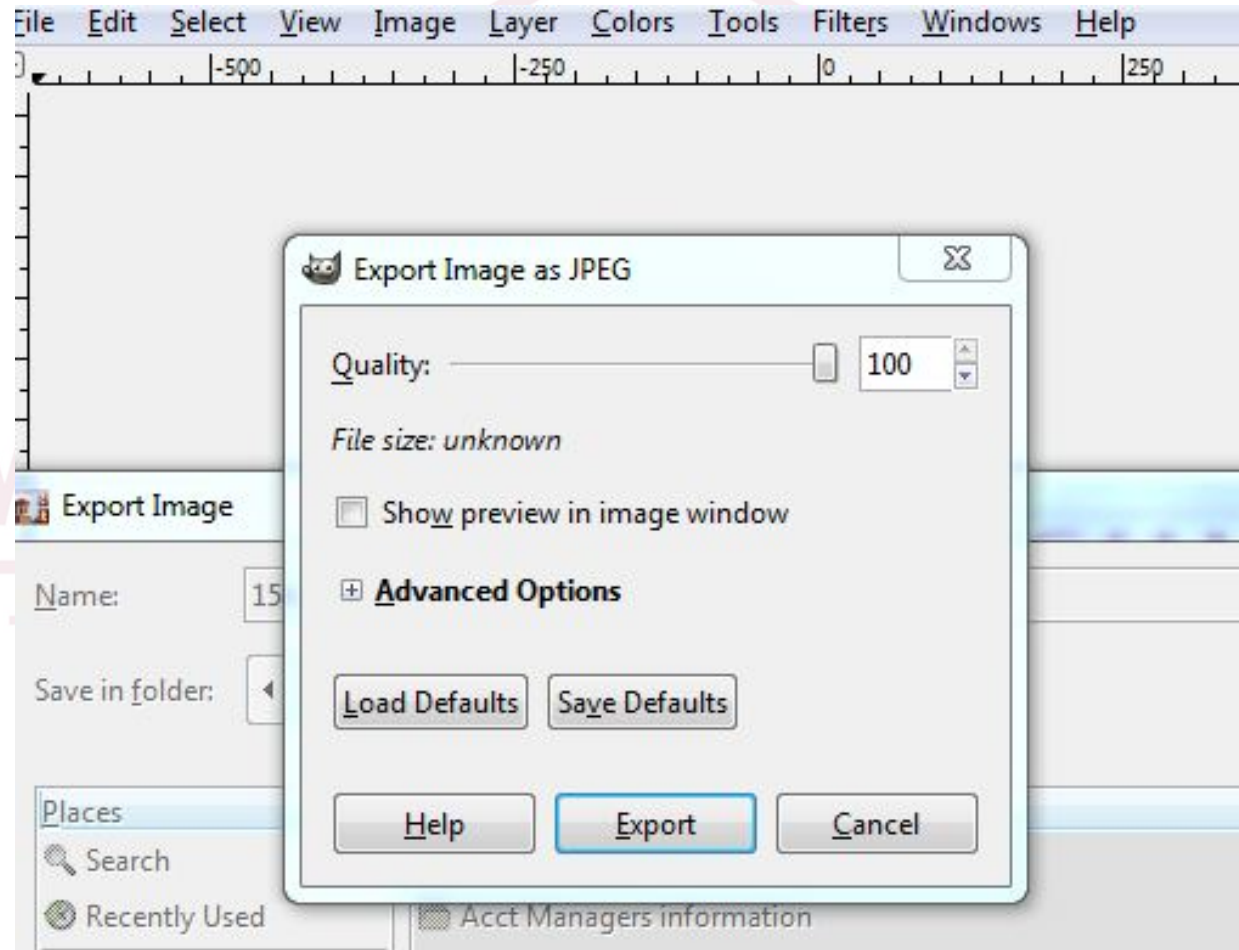 File Edit Select View Image Layer Colors Tools Filters Windows Help
-500 -250 0 250
Export Image as JPEG
Quality: 100
File size: unknown
Show preview in image window
Advanced Options
Export Image
Name: 15
Save in folder:
Load Defaults Save Defaults
Help Export Cancel
Places
Search
Recently Used
Acct Managers information